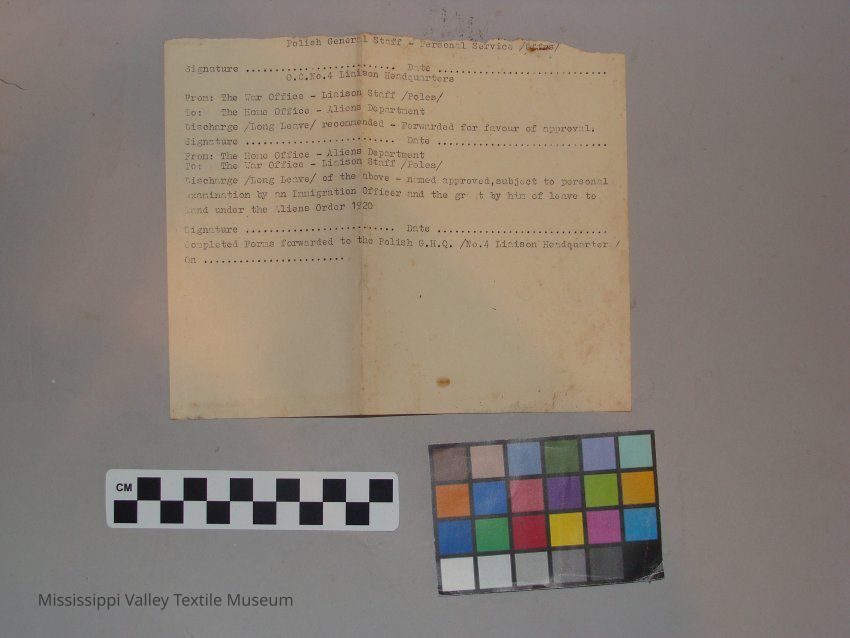 Polish General Staff - Personal Service /Offrs/
Signature .......................... Date .............................
O.C.No.4 Liaison Headquarters
From: The War Office - Liaison Staff /Poles/
To: The Home Office - Aliens Department
Discharge /Long Leave/ recommended - Forwarded for favour of approval.
Signature .......................... Date .............................
From: The Home Office - Aliens Department
To: The War Office - Liaison Staff /Poles/
Discharge /Long Leave/ of the above - named approved,subject to personal
examination by an Immigration Officer and the gr nt by him of leave to
land under the Aliens Order 1920
Signature .......................... Date .............................
Completed Forms forwarded to the Polish G.H.Q. /No.4 Liaison Headquarter /
On ........................
CM
Mississippi Valley Textile Museum